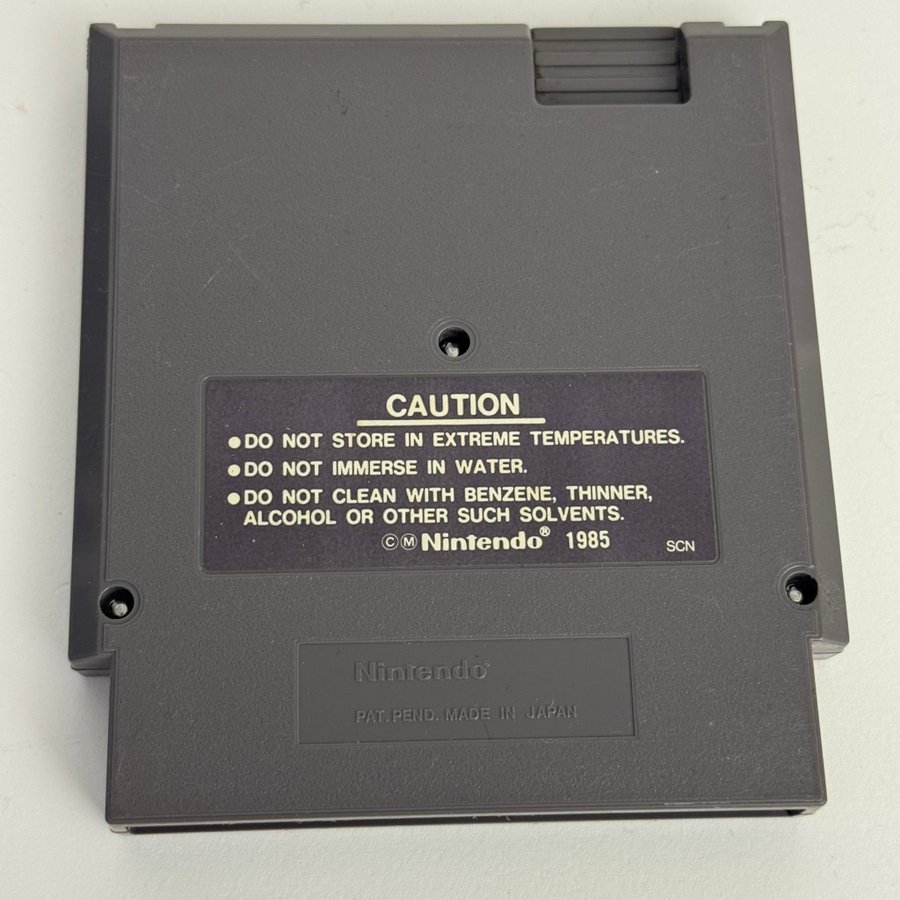 CAUTION
●DO NOT STORE IN EXTREME TEMPERATURES.
●DO NOT IMMERSE IN WATER.
●DO NOT CLEAN WITH BENZENE, THINNER,
ALCOHOL OR OTHER SUCH SOLVENTS.
ⒸⓂNintendo® 1985 SCN
Nintendo®
PAT. PEND. MADE IN JAPAN